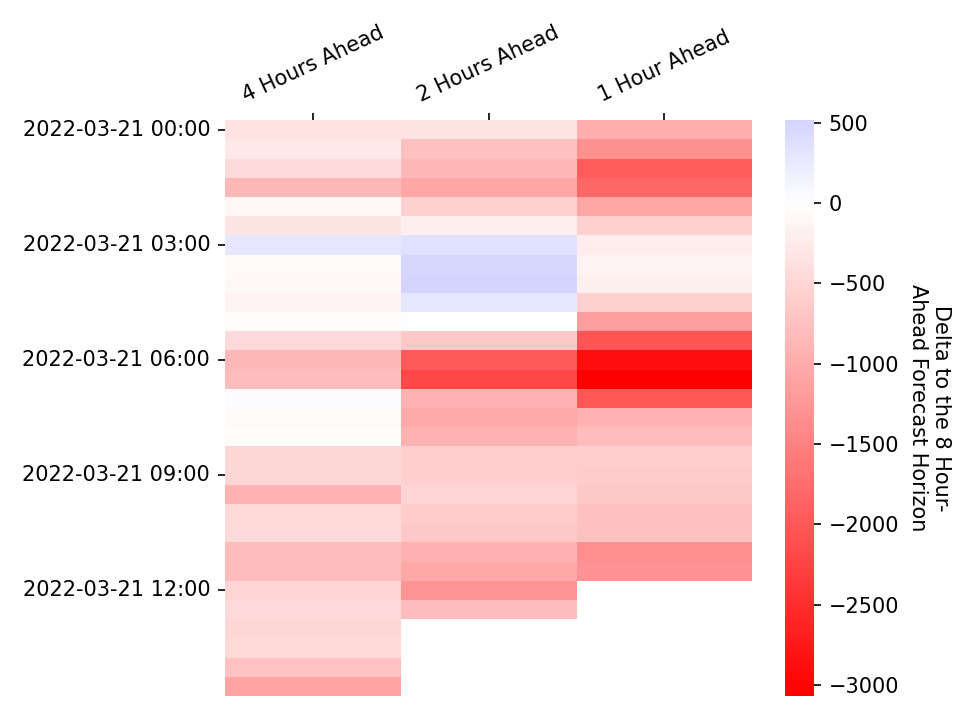 4 Hours Ahead
2 Hours Ahead
1 Hour Ahead
2022-03-21 00:00
2022-03-21 03:00
2022-03-21 06:00
2022-03-21 09:00
2022-03-21 12:00
500
0
−500
−1000
−1500
−2000
−2500
−3000
Delta to the 8 Hour-
Ahead Forecast Horizon